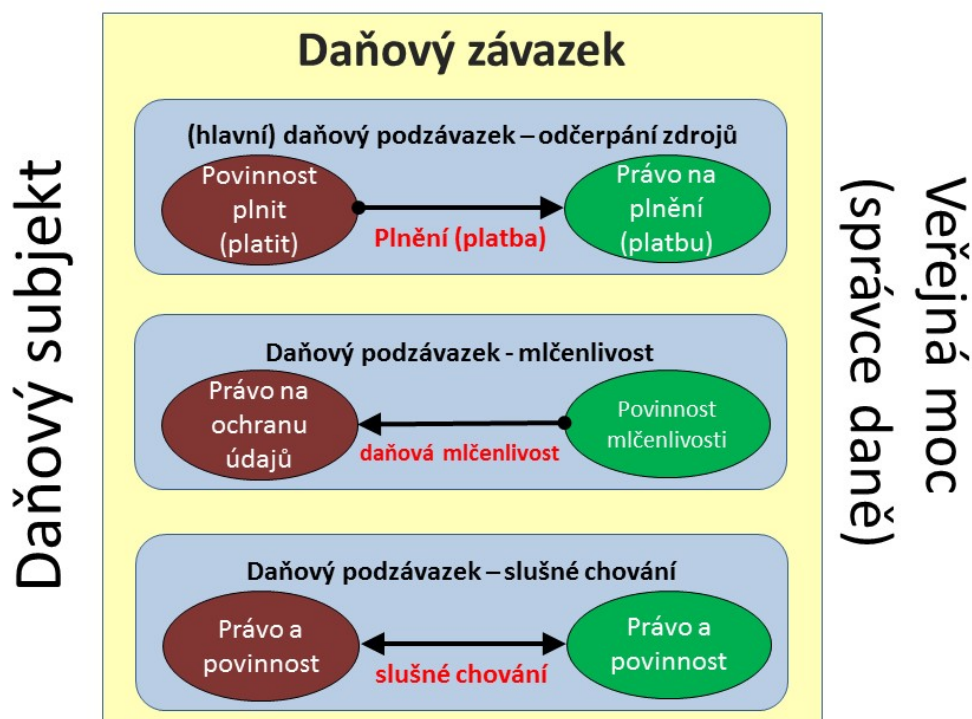 Daňový závazek
Daňový subjekt
Veřejná moc
(správce daně)
(hlavní) daňový podzávazek – odčerpání zdrojů
Povinnost
plnit
(platit)
Plnění (platba)
Právo na
plnění
(platbu)
Daňový podzávazek - mlčenlivost
Právo na
ochranu
údajů
daňová mlčenlivost
Povinnost
mlčenlivosti
Daňový podzávazek – slušné chování
Právo a
povinnost
slušné chování
Právo a
povinnost